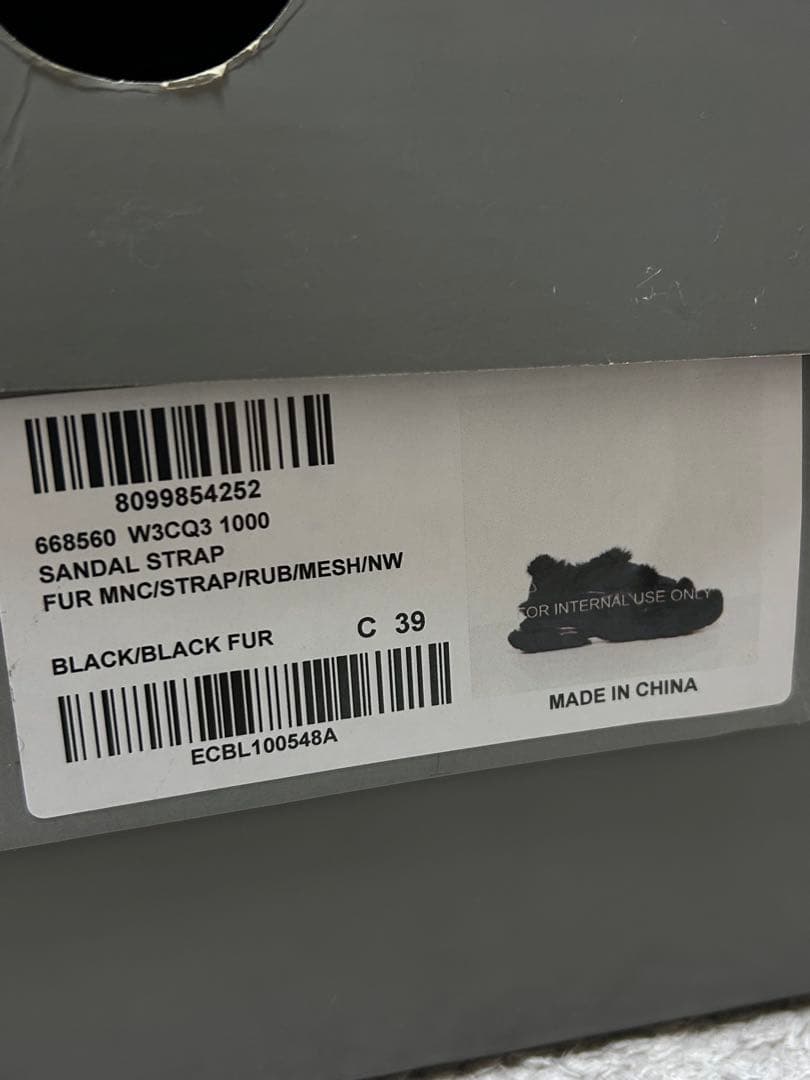 8099854252
668560 W3CQ3 1000
SANDAL STRAP
FUR MNC/STRAP/RUB/MESH/NW
BLACK/BLACK FUR C 39
ECBL100548A
FOR INTERNAL USE ONLY
MADE IN CHINA